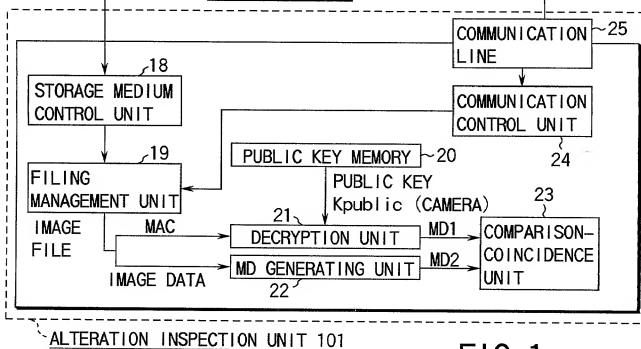 COMMUNICATION
LINE
25
18
STORAGE MEDIUM
CONTROL UNIT
COMMUNICATION
CONTROL UNIT
24
19
FILING
MANAGEMENT UNIT
PUBLIC KEY MEMORY
20
PUBLIC KEY
Kpublic (CAMERA)
IMAGE
FILE
MAC
21
DECRYPTION UNIT
MD1
23
COMPARISON-
COINCIDENCE
UNIT
IMAGE DATA
MD GENERATING UNIT
22
MD2
ALTERATION INSPECTION UNIT 101